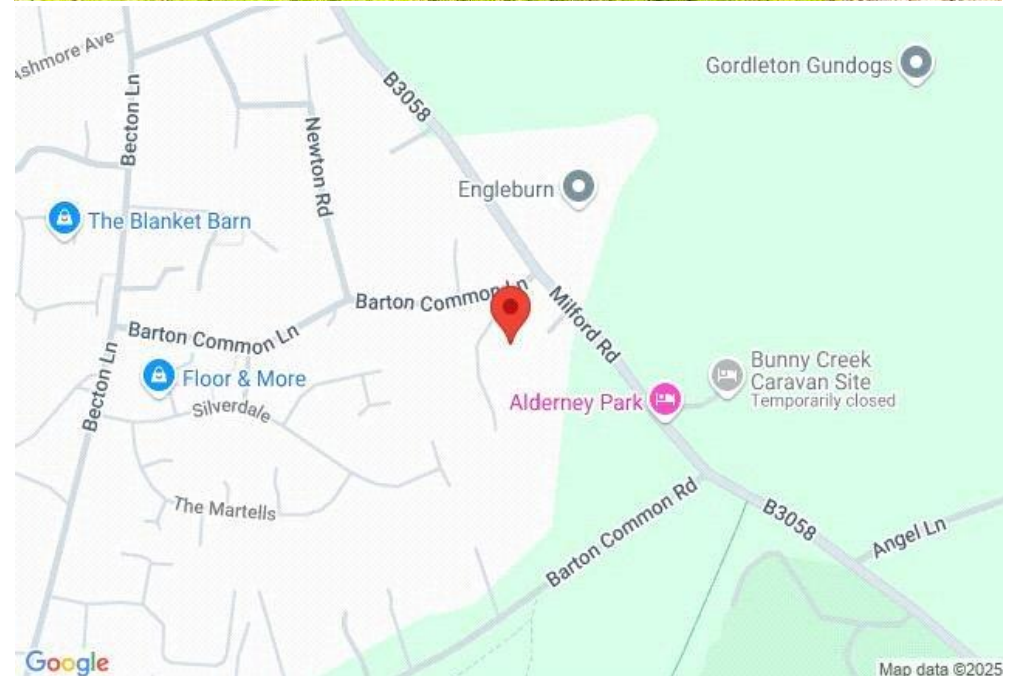 Ashmore Ave
Becton Ln
B3058
Gordleton Gundogs
Newton Rd
Engleburn
The Blanket Barn
Barton Common Ln
Milford Rd
Barton Common Ln
Becton Ln
Floor & More
Silverdale
Alderney Park
Bunny Creek
Caravan Site
Temporarily closed
The Martells
Barton Common Rd
B3058
Angel Ln
Google
Map data ©2025